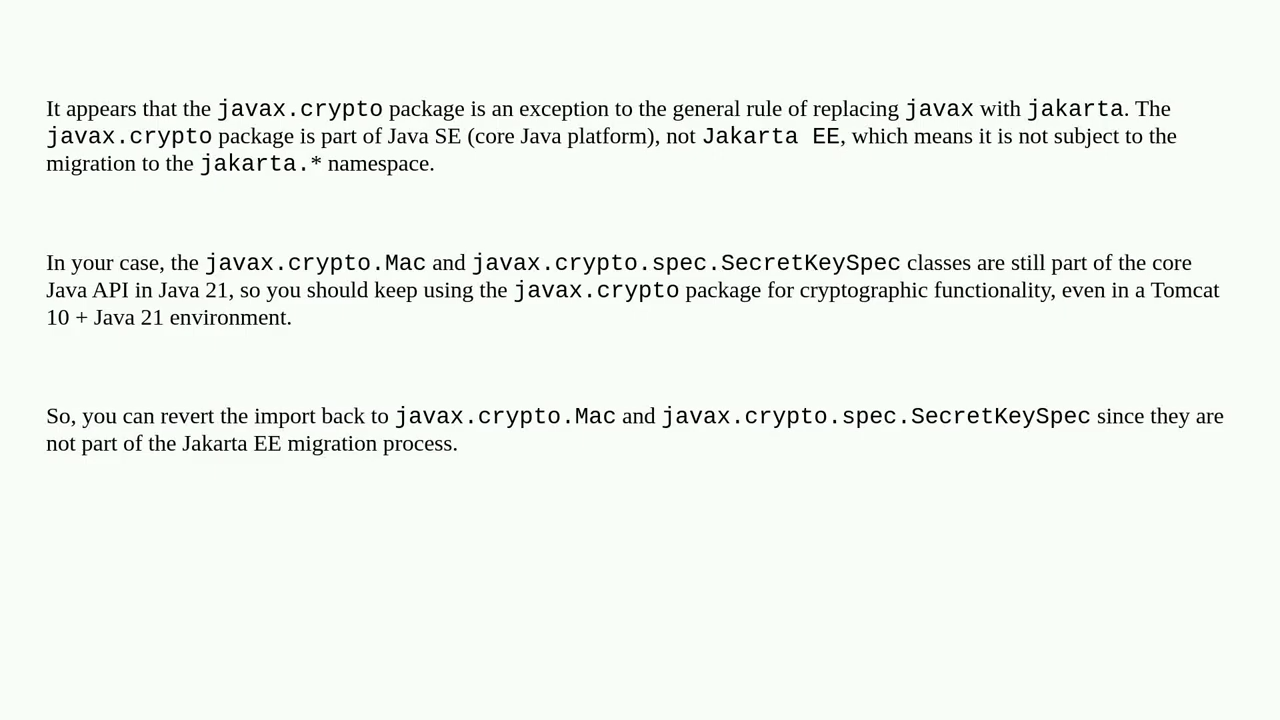 It appears that the javax.crypto package is an exception to the general rule of replacing javax with jakarta. The
javax.crypto package is part of Java SE (core Java platform), not Jakarta EE, which means it is not subject to the
migration to the jakarta.* namespace.
In your case, the javax.crypto.Mac and javax.crypto.spec.SecretKeySpec classes are still part of the core
Java API in Java 21, so you should keep using the javax.crypto package for cryptographic functionality, even in a Tomcat
10 + Java 21 environment.
So, you can revert the import back to javax.crypto.Mac and javax.crypto.spec.SecretKeySpec since they are
not part of the Jakarta EE migration process.